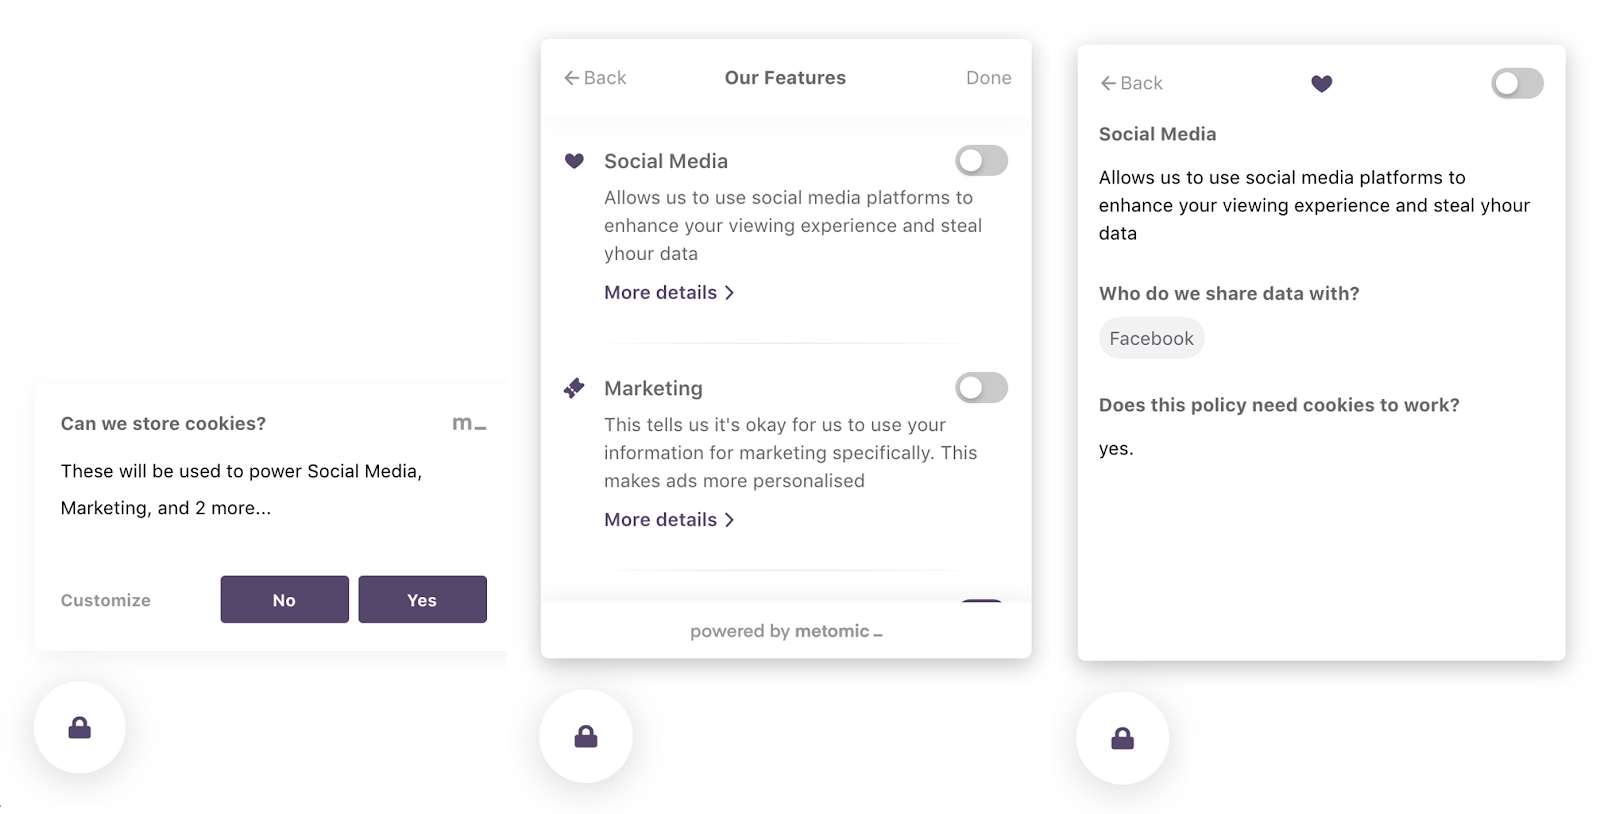 Can we store cookies?
m_
These will be used to power Social Media,
Marketing, and 2 more...
Customize
No
Yes
Back
Our Features
Done
Social Media
Allows us to use social media platforms to
enhance your viewing experience and steal
yhour data
More details
Marketing
This tells us it's okay for us to use your
information for marketing specifically. This
makes ads more personalised
More details
powered by metomic_
Back
Social Media
Allows us to use social media platforms to
enhance your viewing experience and steal yhour
data
Who do we share data with?
Facebook
Does this policy need cookies to work?
yes.